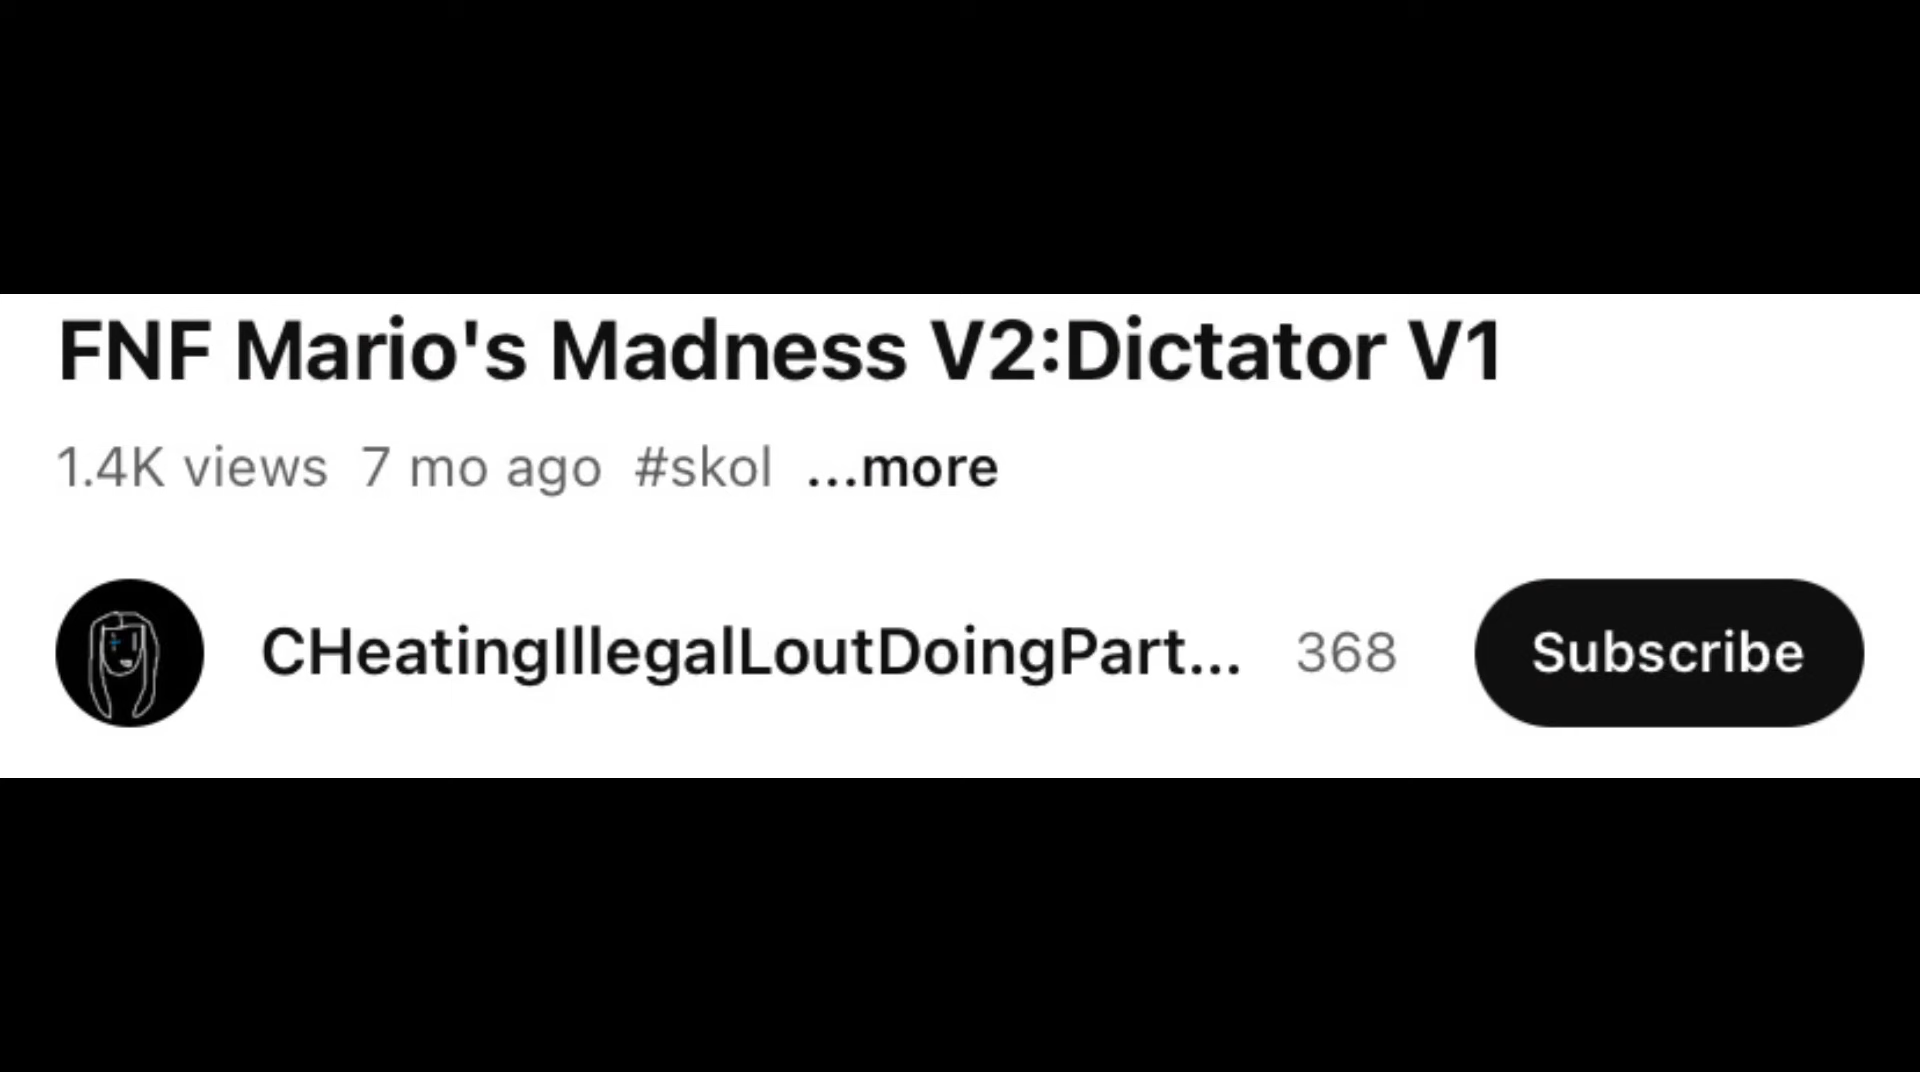 FNF Mario's Madness V2:Dictator V1
1.4K views 7 mo ago #skol ...more
CHeatingIllegalLoutDoingPart... 368 Subscribe